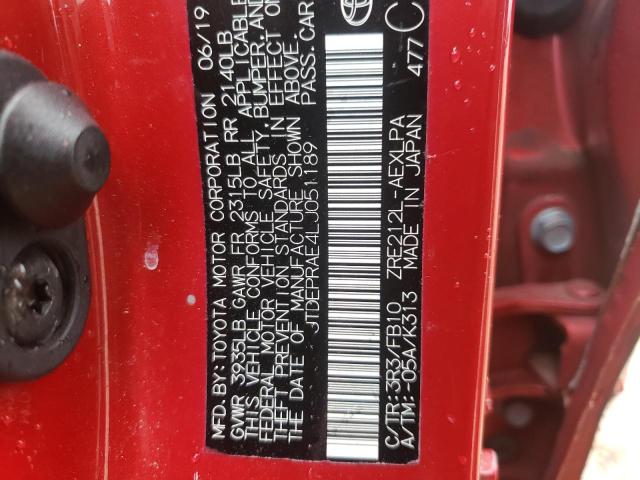 MFD.BY:TOYOTA MOTOR CORPORATION 06/19
GVWR 3935LB GAWR FR 2315LB RR 2140LB
THIS VEHICLE CONFORMS TO ALL APPLICABLE
FEDERAL MOTOR VEHICLE SAFETY, BUMPER, AND
THEFT PREVENTION STANDARDS IN EFFECT ON
THE DATE OF MANUFACTURE SHOWN ABOVE.
JTDEPRAE4LJ051189 PASS.CAR
C/TR:3R3/FB10 ZRE212L-AEXLPA
A/TM:-05A/K313 MADE IN JAPAN 477 C